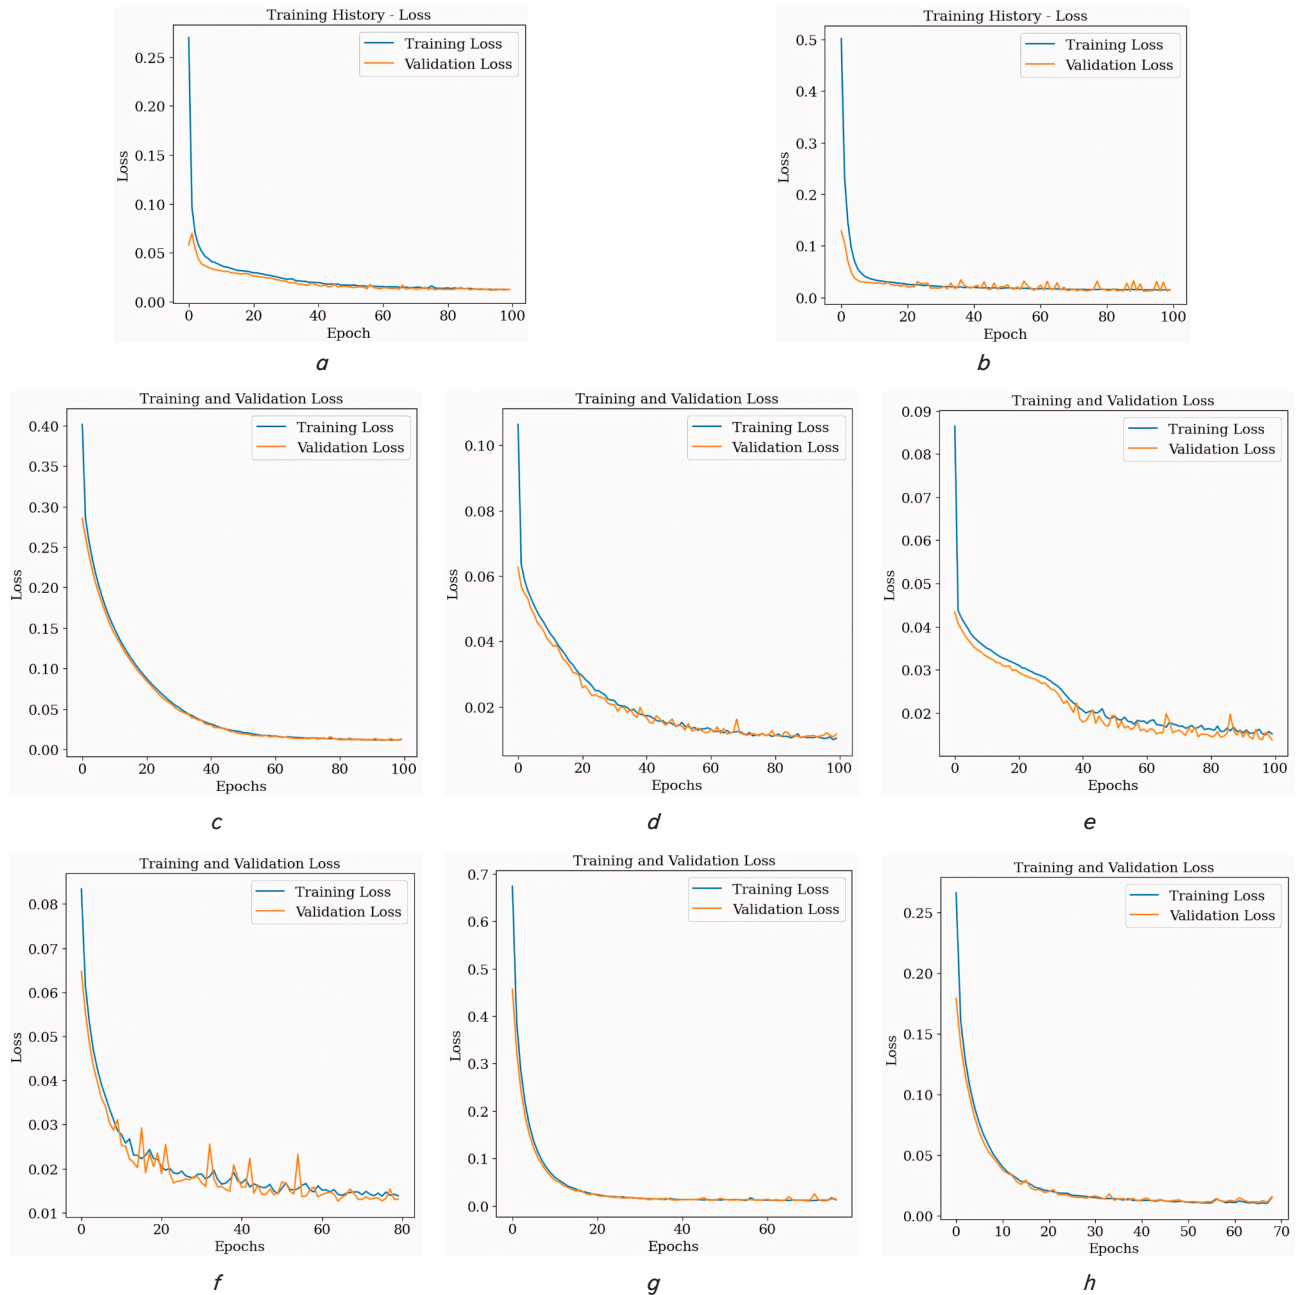 Training History - Loss
Training Loss
Validation Loss
0.25
0.20
0.15
0.10
0.05
0.00
Loss
0 20 40 60 80 100
Epoch
a
Training History - Loss
Training Loss
Validation Loss
0.5
0.4
0.3
0.2
0.1
0.0
Loss
0 20 40 60 80 100
Epoch
b
Training and Validation Loss
Training Loss
Validation Loss
0.40
0.35
0.30
0.25
0.20
0.15
0.10
0.05
0.00
Loss
0 20 40 60 80 100
Epochs
c
Training and Validation Loss
Training Loss
Validation Loss
0.10
0.08
0.06
0.04
0.02
Loss
0 20 40 60 80 100
Epochs
d
Training and Validation Loss
Training Loss
Validation Loss
0.09
0.08
0.07
0.06
0.05
0.04
0.03
0.02
Loss
0 20 40 60 80 100
Epochs
e
Training and Validation Loss
Training Loss
Validation Loss
0.08
0.07
0.06
0.05
0.04
0.03
0.02
0.01
Loss
0 20 40 60 80
Epochs
f
Training and Validation Loss
Training Loss
Validation Loss
0.7
0.6
0.5
0.4
0.3
0.2
0.1
0.0
Loss
0 20 40 60
Epochs
g
Training and Validation Loss
Training Loss
Validation Loss
0.25
0.20
0.15
0.10
0.05
0.00
Loss
0 10 20 30 40 50 60 70
Epochs
h